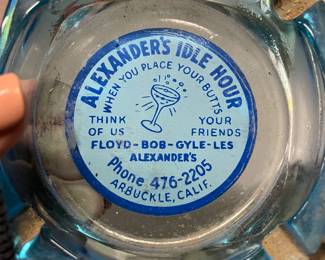 ALEXANDER'S IDLE HOUR
WHEN YOU PLACE YOUR BUTTS
THINK YOUR
OF US FRIENDS
FLOYD-BOB-GYLE-LES
ALEXANDER'S
Phone 476-2205
ARBUCKLE, CALIF.